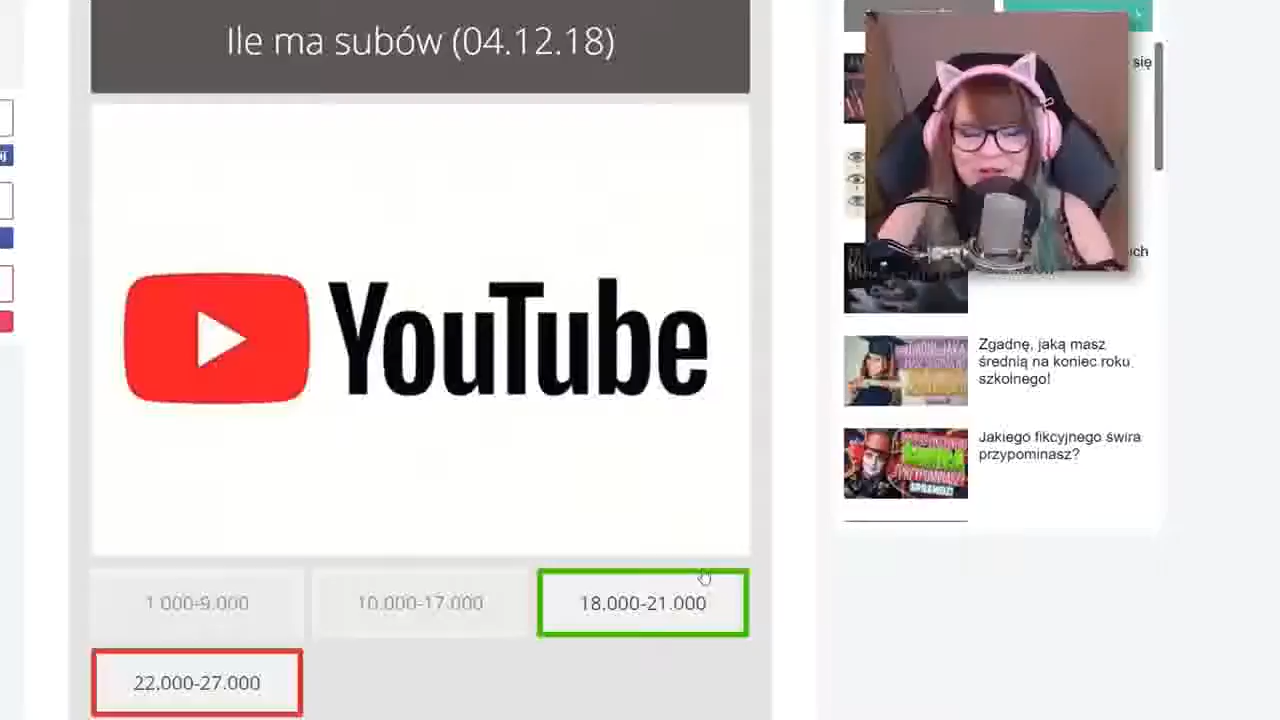 Ile ma subów (04.12.18)
YouTube
1.000-9.000
10.000-17.000
18.000-21.000
22.000-27.000
się
Zgadnę, jaką masz
średnią na koniec roku
szkolnego!
Jakiego fikcyjnego świra
przypominasz?